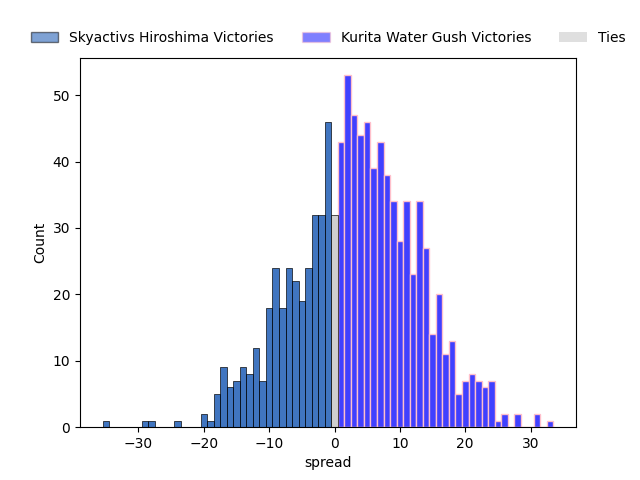 Skyactivs Hiroshima Victories Kurita Water Gush Victories Ties
50
40
30
20
10
0
Count
−30 −20 −10 0 10 20 30
spread